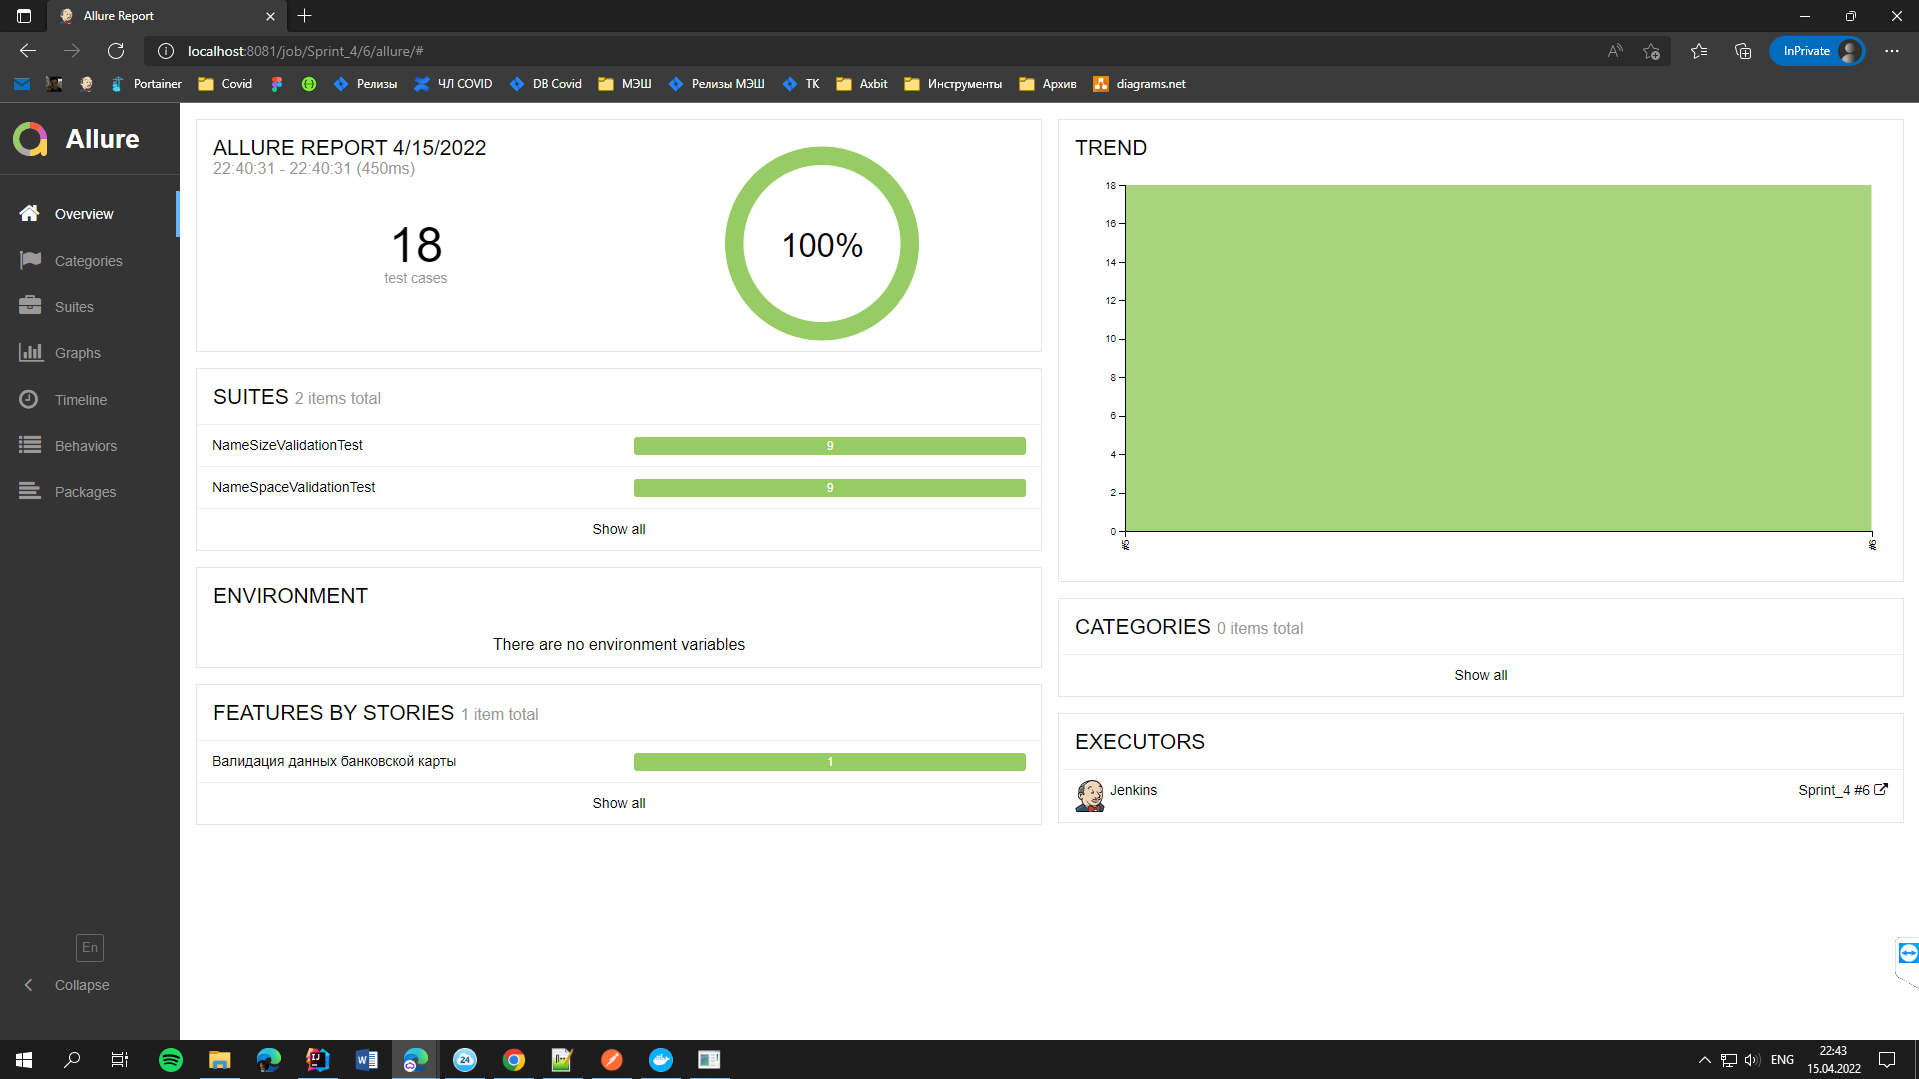 Allure Report
localhost:8081/job/Sprint_4/6/allure/#
InPrivate
Portainer
Covid
Релизы
ЧЛ COVID
DB Covid
МЭШ
Релизы МЭШ
ТК
Axbit
Инструменты
Архив
diagrams.net
Allure
Overview
Categories
Suites
Graphs
Timeline
Behaviors
Packages
En
Collapse
ALLURE REPORT 4/15/2022
22:40:31 - 22:40:31 (450ms)
18
test cases
100%
SUITES 2 items total
NameSizeValidationTest 9
NameSpaceValidationTest 9
Show all
ENVIRONMENT
There are no environment variables
FEATURES BY STORIES 1 item total
Валидация данных банковской карты 1
Show all
TREND
18
16
14
12
10
8
6
4
2
0
#5
#6
CATEGORIES 0 items total
Show all
EXECUTORS
Jenkins
Sprint_4 #6
24
ENG
22:43
15.04.2022